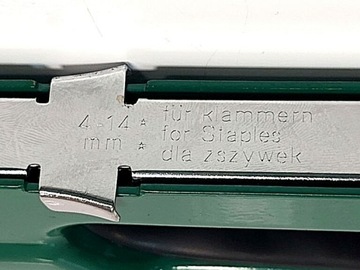 4-14 * für klammern
mm * for Staples
dla zszywek